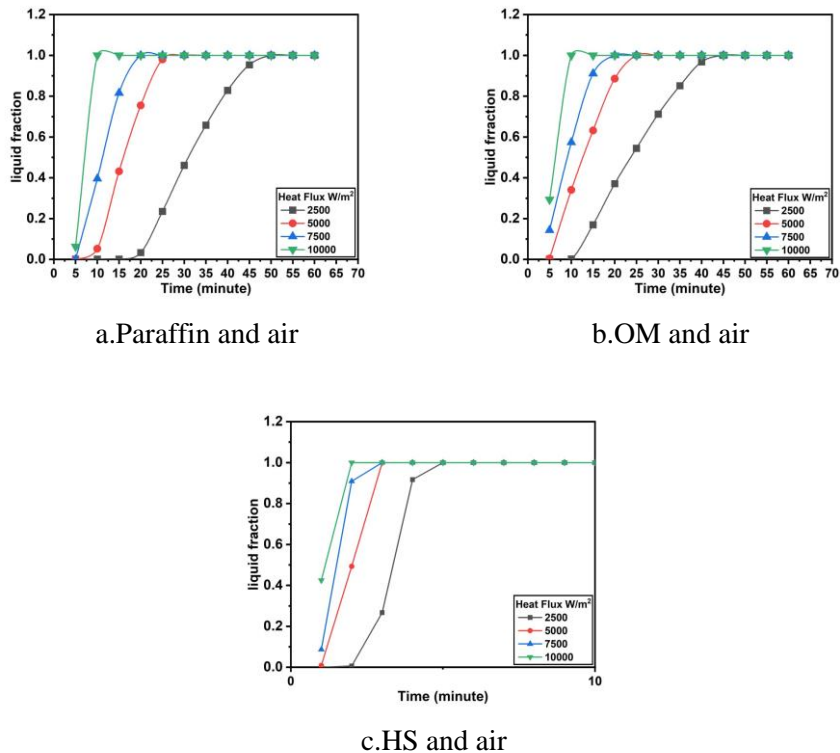 1.2
1.0
0.8
0.6
0.4
0.2
0.0
liquid fraction
0 5 10 15 20 25 30 35 40 45 50 55 60 65 70
Time (minute)
Heat Flux W/m²
2500
5000
7500
10000
a.Paraffin and air
1.2
1.0
0.8
0.6
0.4
0.2
0.0
liquid frraction
0 5 10 15 20 25 30 35 40 45 50 55 60 65 70
Time (minute)
Heat Flux W/m²
2500
5000
7500
10000
b.OM and air
1.2
1.0
0.8
0.6
0.4
0.2
0.0
liquid fraction
0 10
Time (minute)
Heat Flux W/m²
2500
5000
7500
10000
c.HS and air